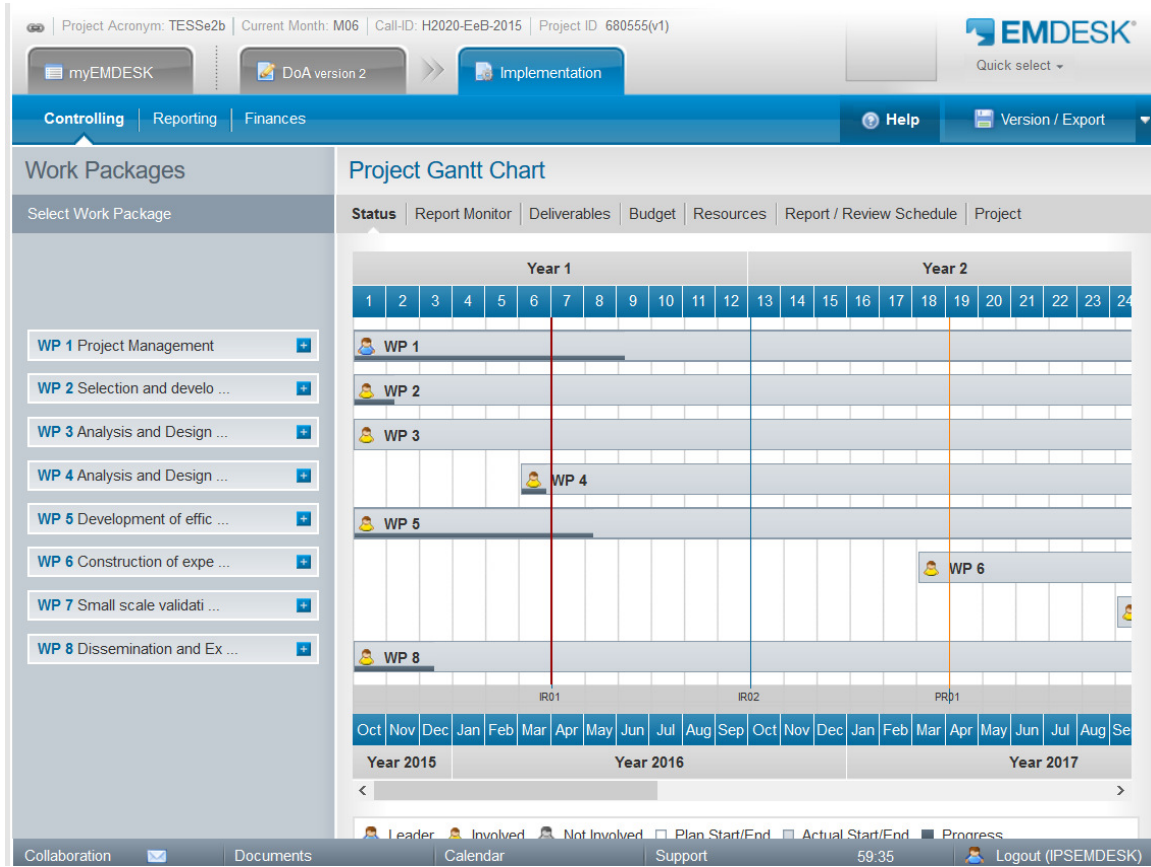 Project Acronym: TESSe2b | Current Month: M06 | Call-ID: H2020-EeB-2015 | Project ID 680555(v1)
EMDESK
Quick select
myEMDESK
DoA version 2
Implementation
Controlling | Reporting | Finances
Help
Version / Export
Work Packages
Project Gantt Chart
Select Work Package
Status | Report Monitor | Deliverables | Budget | Resources | Report / Review Schedule | Project
Year 1 Year 2
1 2 3 4 5 6 7 8 9 10 11 12 13 14 15 16 17 18 19 20 21 22 23 24
WP 1 Project Management
WP 1
WP 2 Selection and develo ...
WP 2
WP 3 Analysis and Design ...
WP 3
WP 4 Analysis and Design ...
WP 4
WP 5 Development of effic ...
WP 5
WP 6 Construction of expe ...
WP 6
WP 7 Small scale validati ...
WP 8 Dissemination and Ex ...
WP 8
IR01 IR02 PR01
Oct Nov Dec Jan Feb Mar Apr May Jun Jul Aug Sep Oct Nov Dec Jan Feb Mar Apr May Jun Jul Aug Se
Year 2015 Year 2016 Year 2017
Leader Involved Not Involved Plan Start/End Actual Start/End Progress
Collaboration Documents Calendar Support 59:35 Logout (IPSEMDESK)